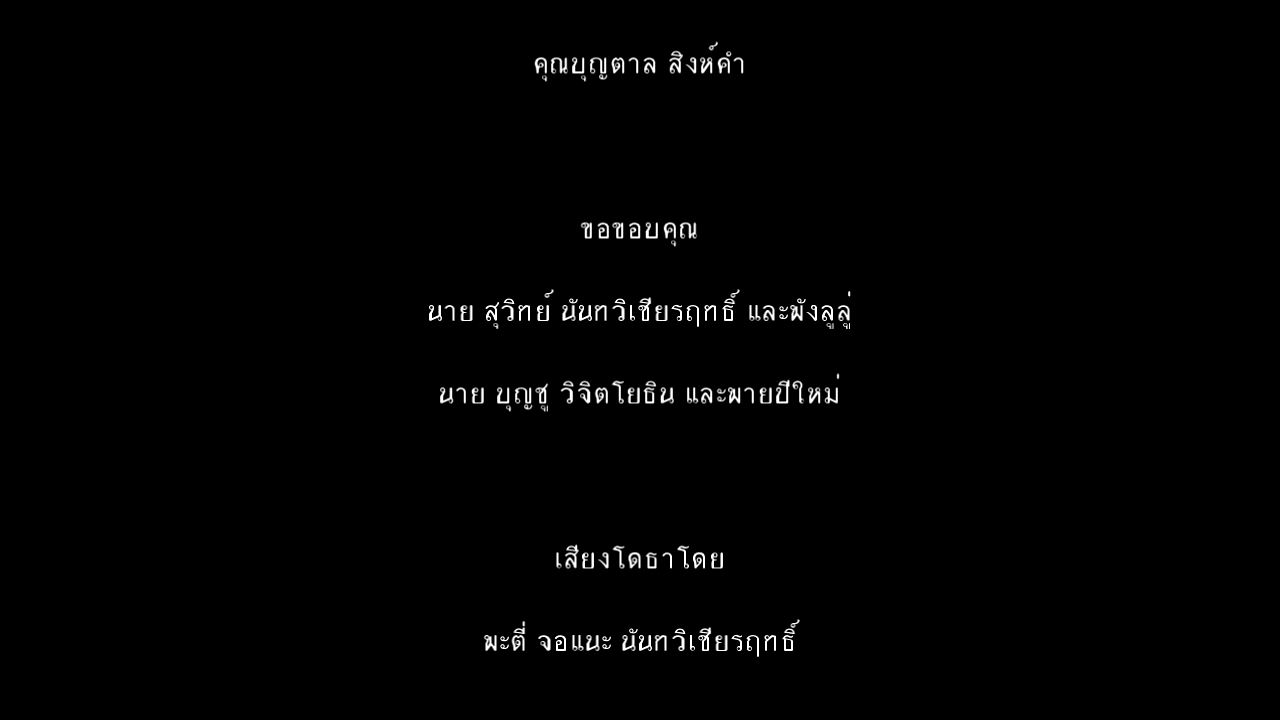 คุณบุญตาล สิงห์คำ
ขอขอบคุณ
นาย สุวิทย์ นันทวิเชียรฤทธิ์ และพังลูลู่
นาย บุญชู วิจิตโยธิน และพายปีใหม่
เสียงโดธาโดย
พะตี่ จอแนะ นันทวิเชียรฤทธิ์